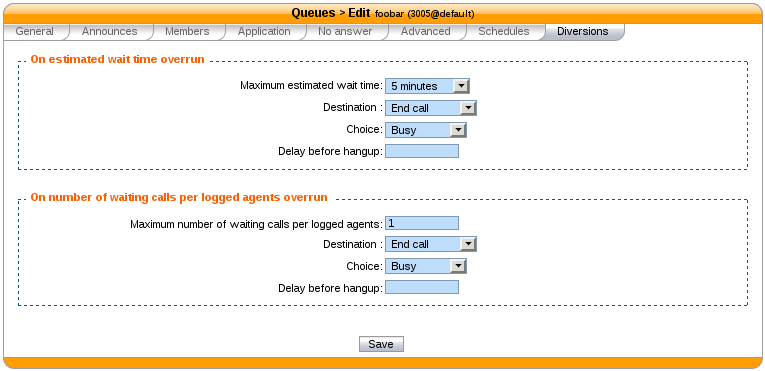 Queues > Edit foobar (3005@default)
General Announces Members Application No answer Advanced Schedules Diversions
On estimated wait time overrun
Maximum estimated wait time: 5 minutes
Destination : End call
Choice: Busy
Delay before hangup:
On number of waiting calls per logged agents overrun
Maximum number of waiting calls per logged agents: 1
Destination : End call
Choice: Busy
Delay before hangup:
Save